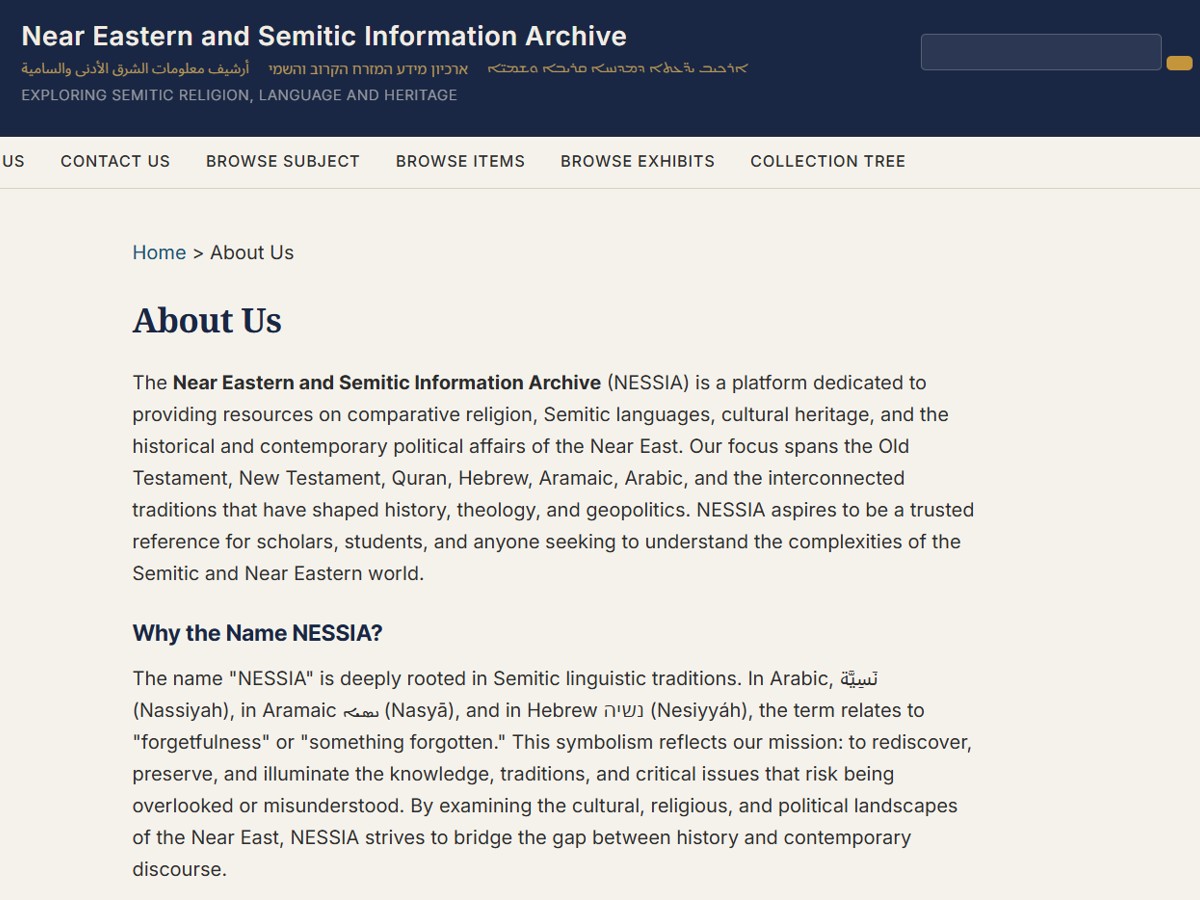 Near Eastern and Semitic Information Archive
أرشيف معلومات الشرق الأدنى والسامية ארכיון מידע המזרח הקרוב והשמי
EXPLORING SEMITIC RELIGION, LANGUAGE AND HERITAGE
US CONTACT US BROWSE SUBJECT BROWSE ITEMS BROWSE EXHIBITS COLLECTION TREE
Home > About Us
About Us
The Near Eastern and Semitic Information Archive (NESSIA) is a platform dedicated to
providing resources on comparative religion, Semitic languages, cultural heritage, and the
historical and contemporary political affairs of the Near East. Our focus spans the Old
Testament, New Testament, Quran, Hebrew, Aramaic, Arabic, and the interconnected
traditions that have shaped history, theology, and geopolitics. NESSIA aspires to be a trusted
reference for scholars, students, and anyone seeking to understand the complexities of the
Semitic and Near Eastern world.
Why the Name NESSIA?
The name "NESSIA" is deeply rooted in Semitic linguistic traditions. In Arabic, نَسِيَّة
(Nassiyah), in Aramaic ܢܣܝܐ (Nasyā), and in Hebrew נשיה (Nesiyyáh), the term relates to
"forgetfulness" or "something forgotten." This symbolism reflects our mission: to rediscover,
preserve, and illuminate the knowledge, traditions, and critical issues that risk being
overlooked or misunderstood. By examining the cultural, religious, and political landscapes
of the Near East, NESSIA strives to bridge the gap between history and contemporary
discourse.